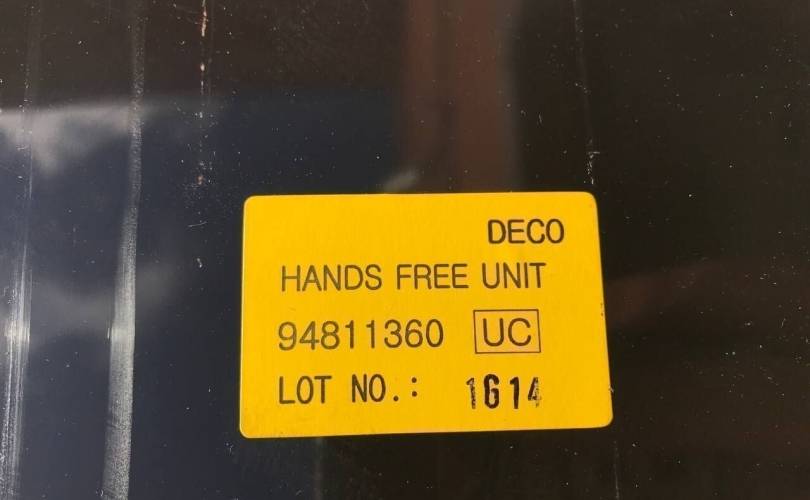 DECO
HANDS FREE UNIT
94811360 UC
LOT NO.: 1G14